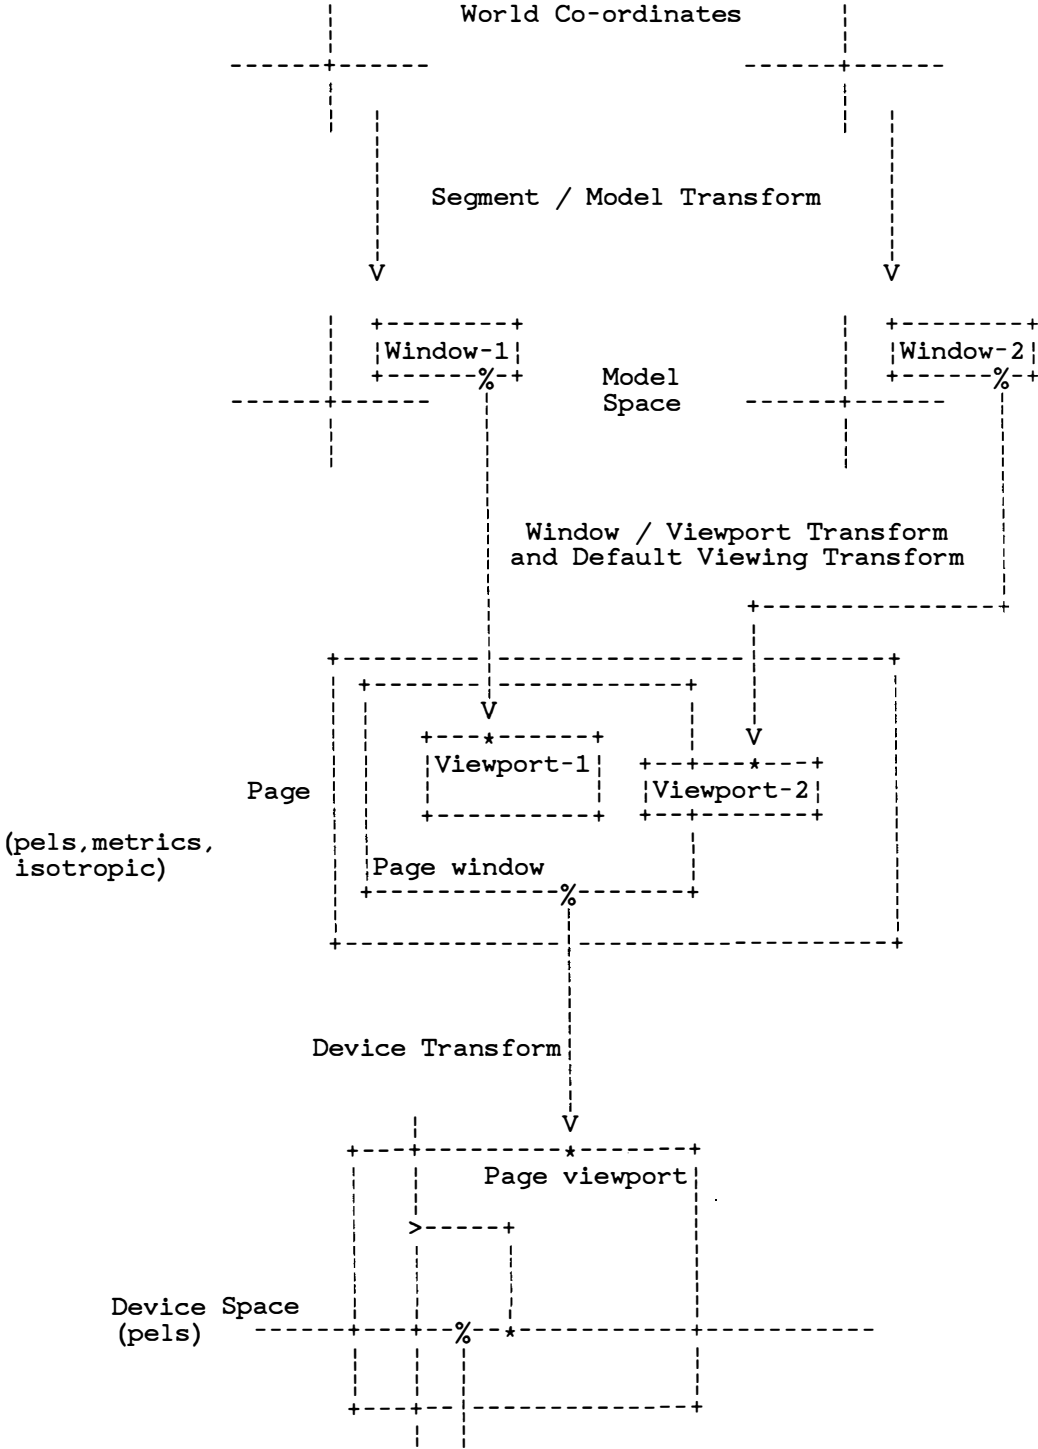 World Co-ordinates
Segment / Model Transform
Window-1
Window-2
Model
Space
Window / Viewport Transform
and Default Viewing Transform
Viewport-1
Viewport-2
Page
(pels,metrics,
isotropic)
Page window
Device Transform
Page viewport
Device Space
(pels)